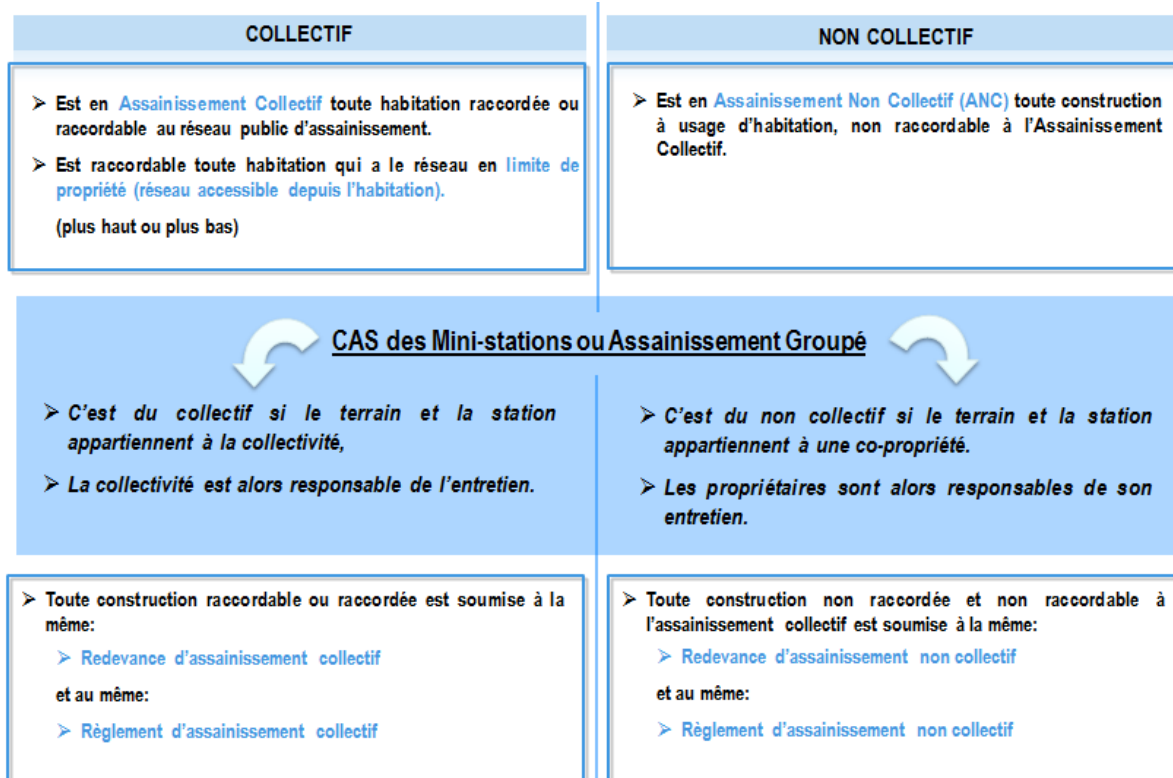 COLLECTIF
NON COLLECTIF
➢ Est en Assainissement Collectif toute habitation raccordée ou
raccordable au réseau public d'assainissement.
➢ Est raccordable toute habitation qui a le réseau en limite de
propriété (réseau accessible depuis l'habitation).
(plus haut ou plus bas)
➢ Est en Assainissement Non Collectif (ANC) toute construction
à usage d'habitation, non raccordable à l'Assainissement
Collectif.
CAS des Mini-stations ou Assainissement Groupé
➢ C'est du collectif si le terrain et la station
appartiennent à la collectivité,
➢ La collectivité est alors responsable de l'entretien.
➢ C'est du non collectif si le terrain et la station
appartiennent à une co-propriété.
➢ Les propriétaires sont alors responsables de son
entretien.
➢ Toute construction raccordable ou raccordée est soumise à la
même:
➢ Redevance d'assainissement collectif
et au même:
➢ Règlement d'assainissement collectif
➢ Toute construction non raccordée et non raccordable à
l'assainissement collectif est soumise à la même:
➢ Redevance d'assainissement non collectif
et au même:
➢ Règlement d'assainissement non collectif